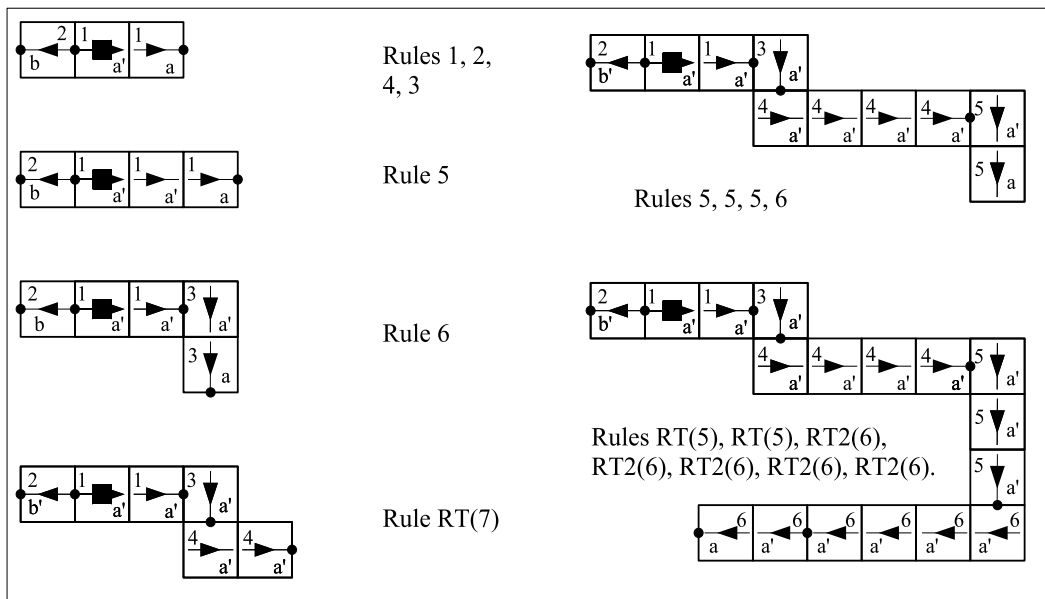 2 1 1
b a' a
Rules 1, 2,
4, 3
2 1 1 1
b a' a' a
Rule 5
2 1 1 3
b a' a' a'
3
a
Rule 6
2 1 1 3
b' a' a' a'
4 4
a' a'
Rule RT(7)
2 1 1 3
b' a' a' a'
4 4 4 4 5
a' a' a' a' a'
5
a
Rules 5, 5, 5, 6
2 1 1 3
b' a' a' a'
4 4 4 4 5
a' a' a' a' a'
5
a'
5
a'
Rules RT(5), RT(5), RT2(6),
RT2(6), RT2(6), RT2(6), RT2(6).
6 6 6 6 6 6
a a' a' a' a' a'